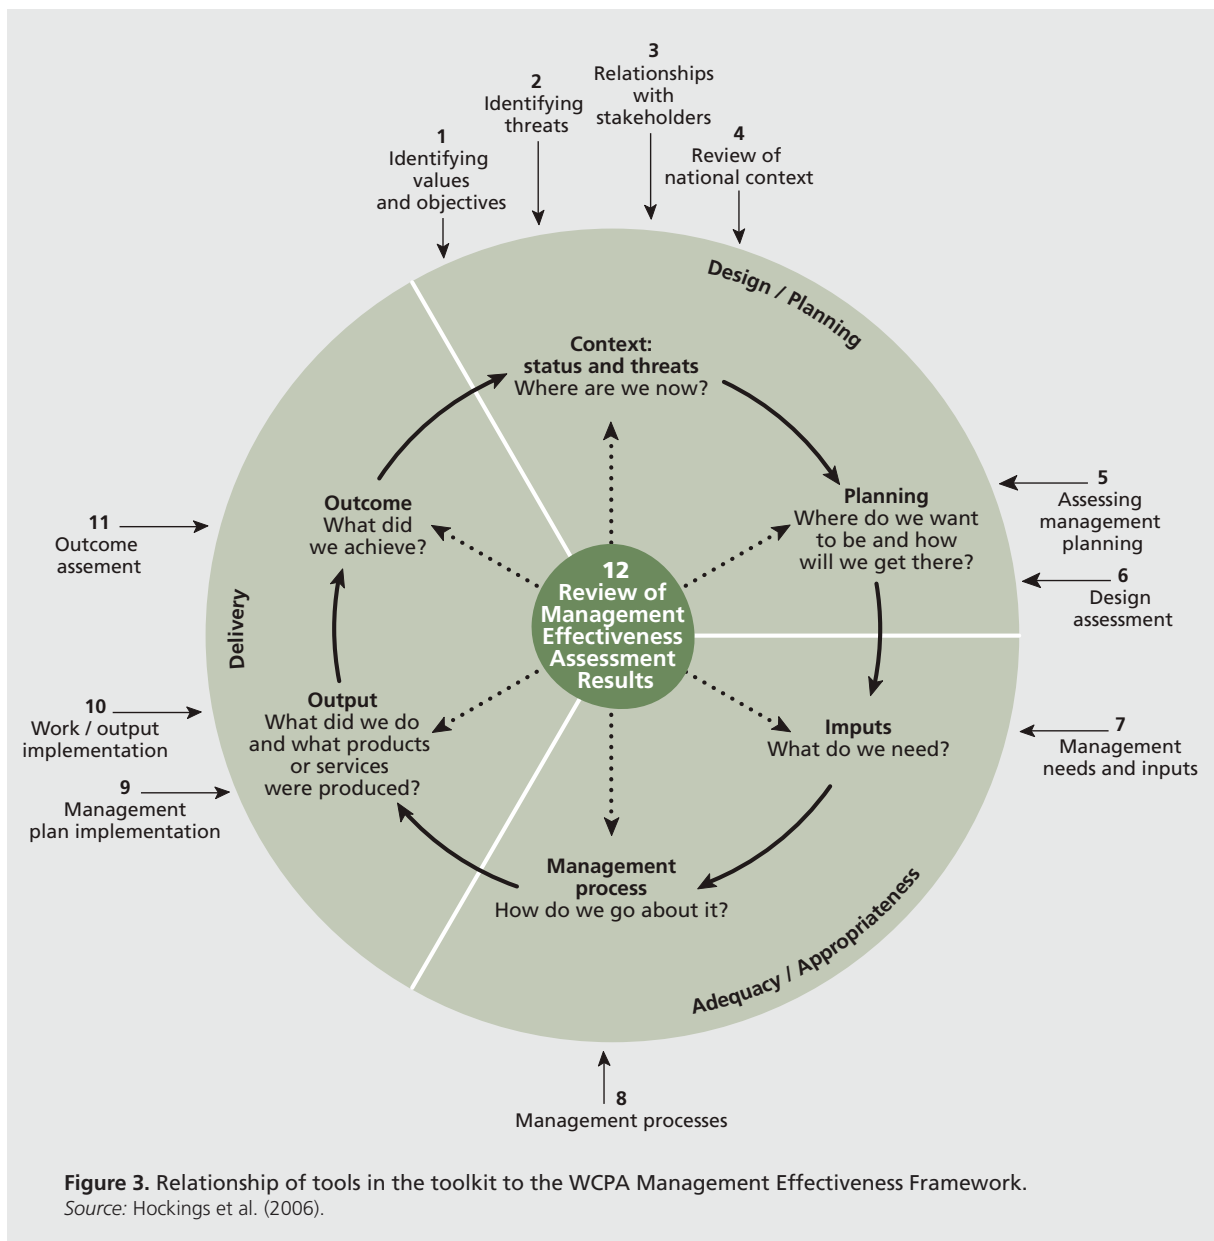 3
Relationships
with
stakeholders
2
Identifying
threats
1
Identifying
values
and objectives
4
Review of
national context
Design / Planning
Context:
status and threats
Where are we now?
Planning
Where do we want
to be and how
will we get there?
5
Assessing
management
planning
6
Design
assessment
Outcome
What did
we achieve?
11
Outcome
assement
12
Review of
Management
Effectiveness
Assessment
Results
Delivery
Output
What did we do
and what products
or services
were produced?
10
Work / output
implementation
9
Management
plan implementation
Imputs
What do we need?
7
Management
needs and inputs
Management
process
How do we go about it?
Adequacy / Appropriateness
8
Management processes
Figure 3. Relationship of tools in the toolkit to the WCPA Management Effectiveness Framework.
Source: Hockings et al. (2006).